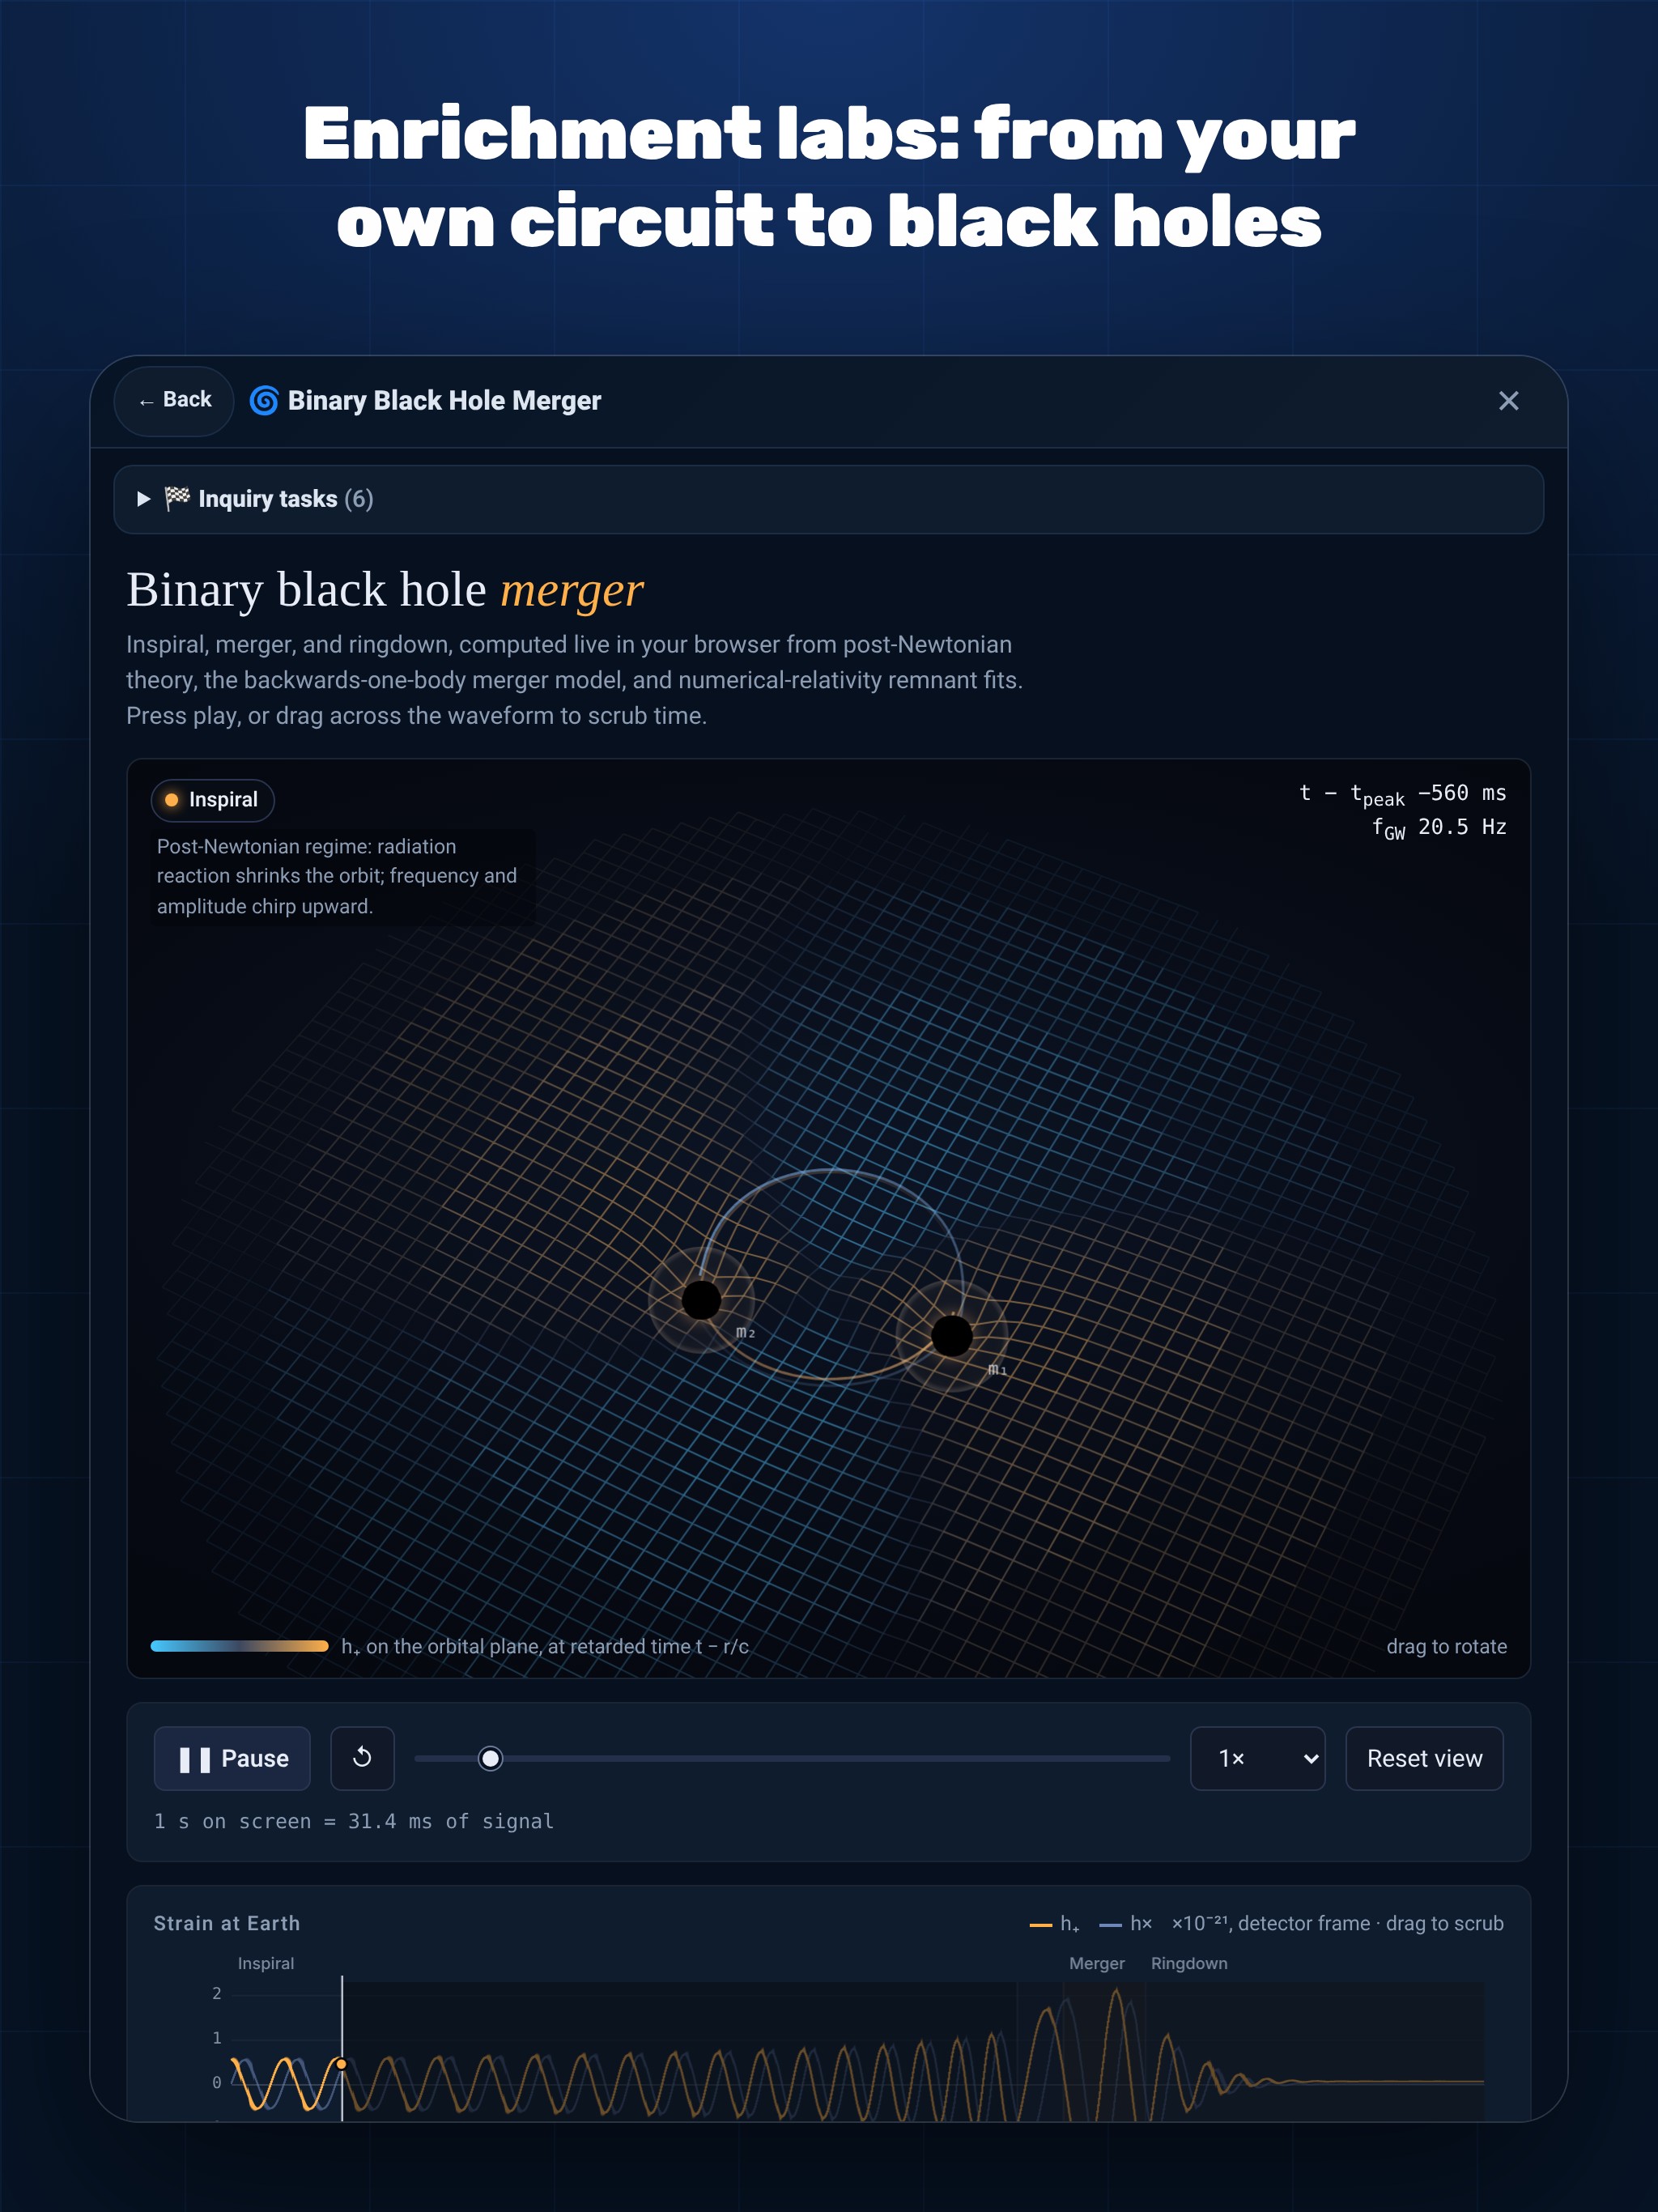 Enrichment labs: from your
own circuit to black holes
← Back
🌀 Binary Black Hole Merger
✕
▶ 🏁 Inquiry tasks (6)
Binary black hole merger
Inspiral, merger, and ringdown, computed live in your browser from post-Newtonian
theory, the backwards-one-body merger model, and numerical-relativity remnant fits.
Press play, or drag across the waveform to scrub time.
Inspiral
t − tpeak −560 ms
fGW 20.5 Hz
Post-Newtonian regime: radiation
reaction shrinks the orbit; frequency and
amplitude chirp upward.
m₂
m₁
h₊ on the orbital plane, at retarded time t − r/c
drag to rotate
❚❚ Pause
1×
Reset view
1 s on screen = 31.4 ms of signal
Strain at Earth
h₊ h× ×10⁻²¹, detector frame · drag to scrub
Inspiral Merger Ringdown
2
1
0